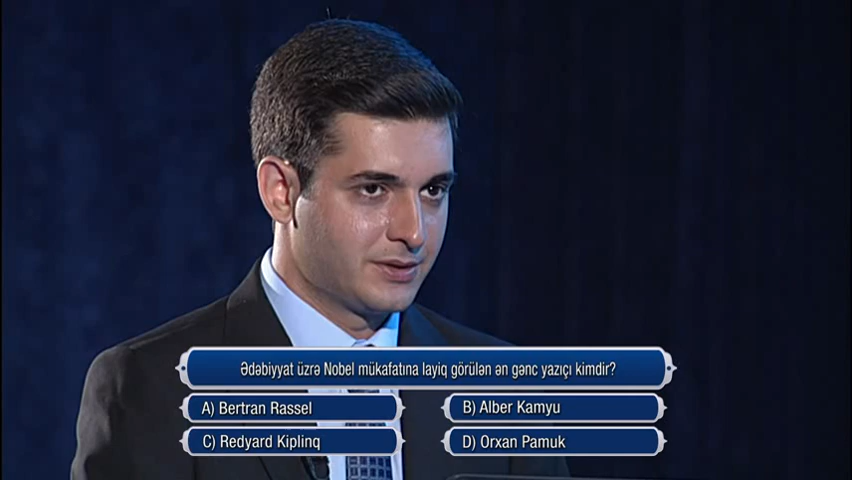 Ədəbiyyat üzrə Nobel mükafatına layiq görülən ən gənc yazıçı kimdir?
A) Bertran Rassel
B) Alber Kamyu
C) Redyard Kiplinq
D) Orxan Pamuk